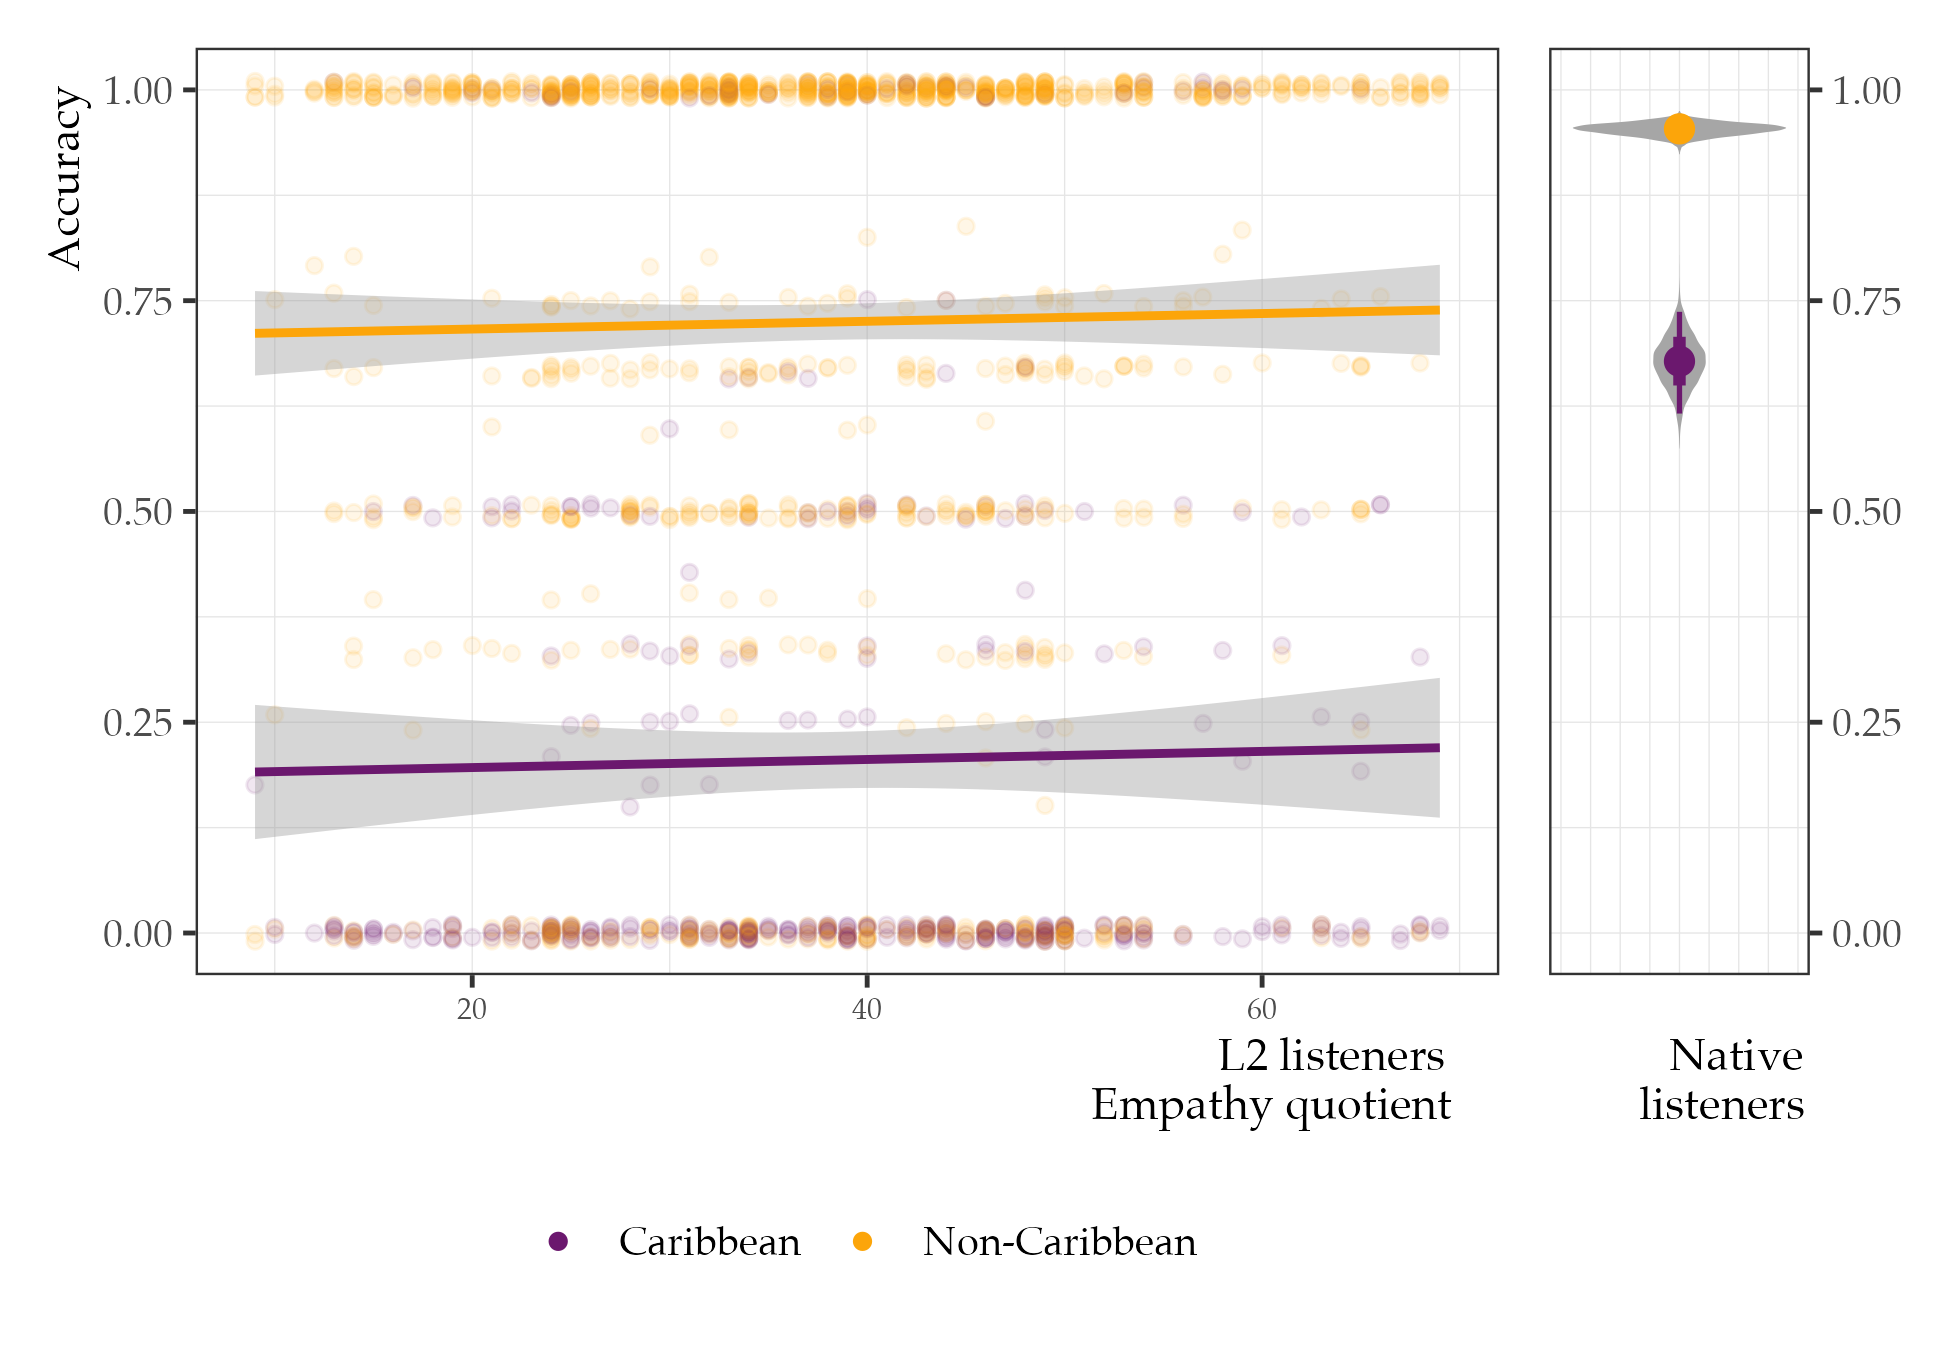 Accuracy
1.00
0.75
0.50
0.25
0.00
20 40 60
L2 listeners
Empathy quotient
1.00
0.75
0.50
0.25
0.00
Native
listeners
Caribbean Non-Caribbean